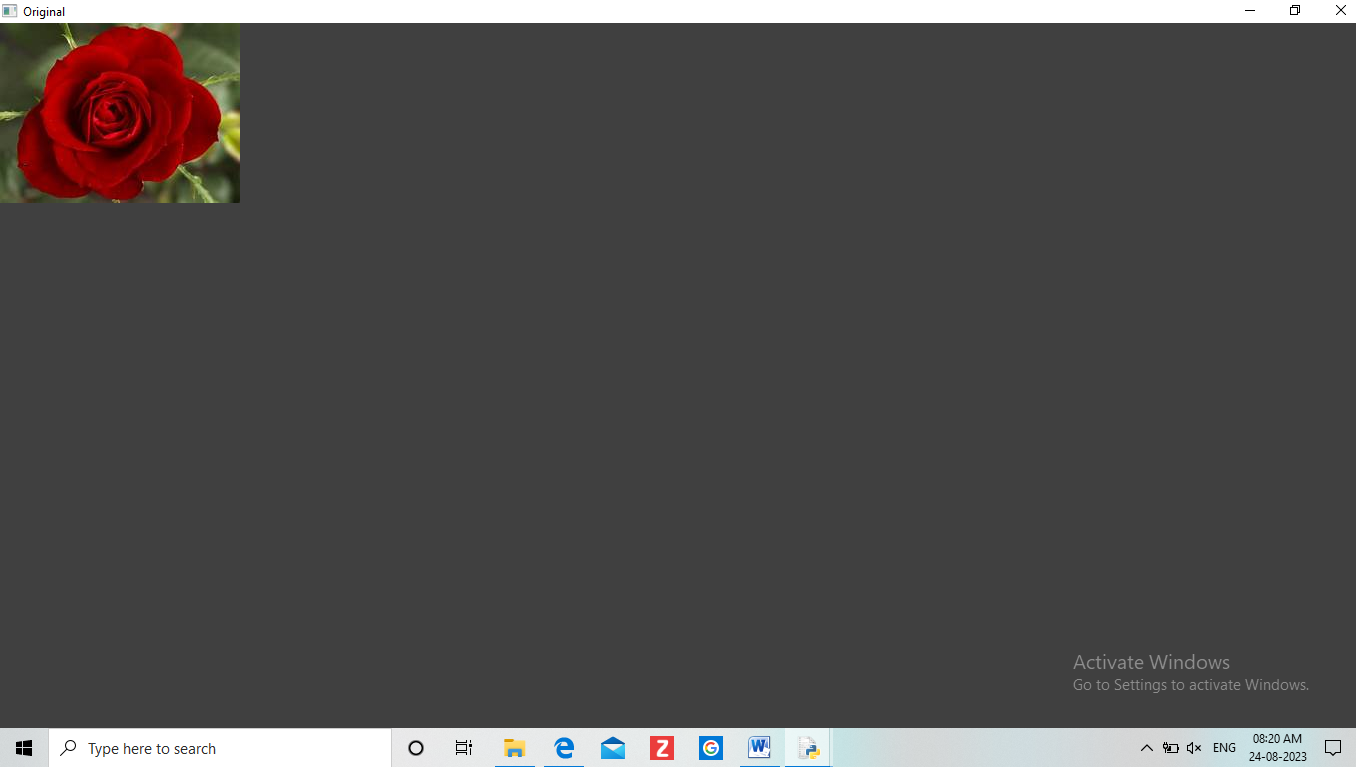 Original
Activate Windows
Go to Settings to activate Windows.
Type here to search
Z
G
W
ENG
08:20 AM
24-08-2023